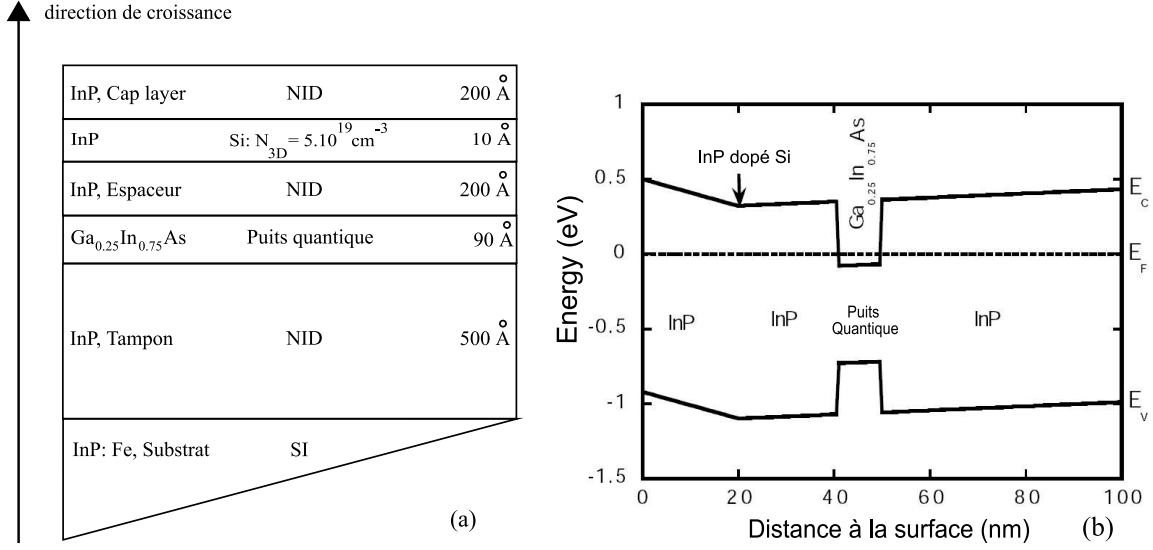 direction de croissance
InP, Cap layer NID 200 Å
InP Si: N3D = 5.10^19 cm^-3 10 Å
InP, Espaceur NID 200 Å
Ga0.25In0.75As Puits quantique 90 Å
InP, Tampon NID 500 Å
InP: Fe, Substrat SI
(a)
Energy (eV)
1
0.5
0
-0.5
-1
-1.5
InP dopé Si
Ga0.25In0.75As
EC
EF
EV
InP
InP
Puits
Quantique
InP
0 20 40 60 80 100
Distance à la surface (nm)
(b)